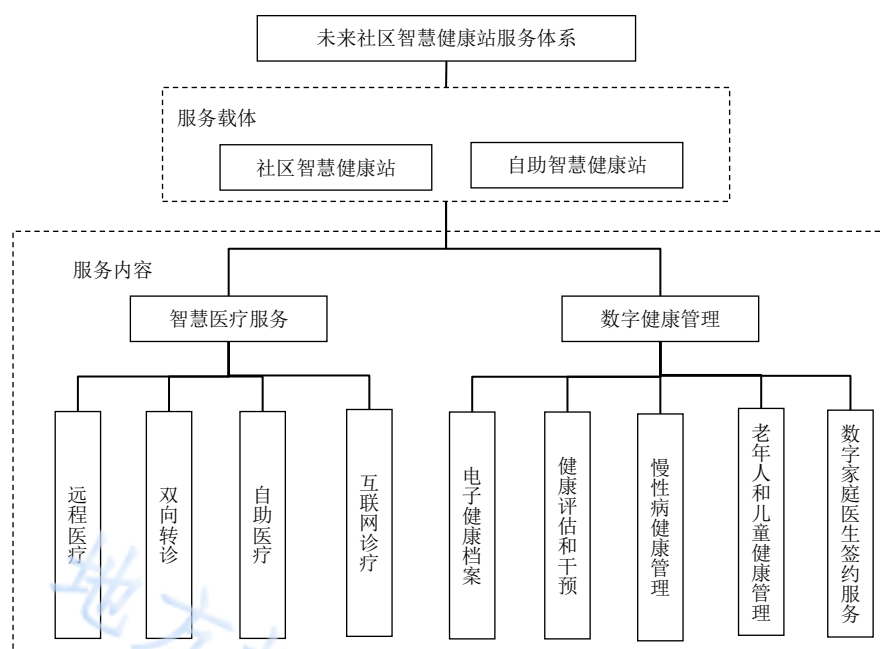 未来社区智慧健康站服务体系
服务载体
社区智慧健康站
自助智慧健康站
服务内容
智慧医疗服务
数字健康管理
远程医疗
双向转诊
自助医疗
互联网诊疗
电子健康档案
健康评估和干预
慢性病健康管理
老年人和儿童健康管理
数字家庭医生签约服务
地方